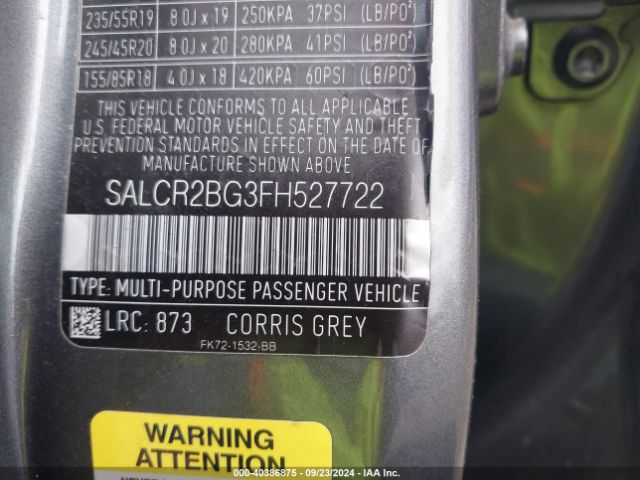 235/55R19 8.0J x 19 250KPA 37PSI (LB/PO²)
245/45R20 8.0J x 20 280KPA 41PSI (LB/PO²)
155/85R18 4.0J x 18 420KPA 60PSI (LB/PO²)
THIS VEHICLE CONFORMS TO ALL APPLICABLE
U.S. FEDERAL MOTOR VEHICLE SAFETY AND THEFT
PREVENTION STANDARDS IN EFFECT ON THE DATE OF
MANUFACTURE SHOWN ABOVE
SALCR2BG3FH527722
TYPE: MULTI-PURPOSE PASSENGER VEHICLE
LRC: 873 CORRIS GREY
FK72-1532-BB
WARNING
ATTENTION
©-40386875 - 09/23/2024 - IAA Inc.